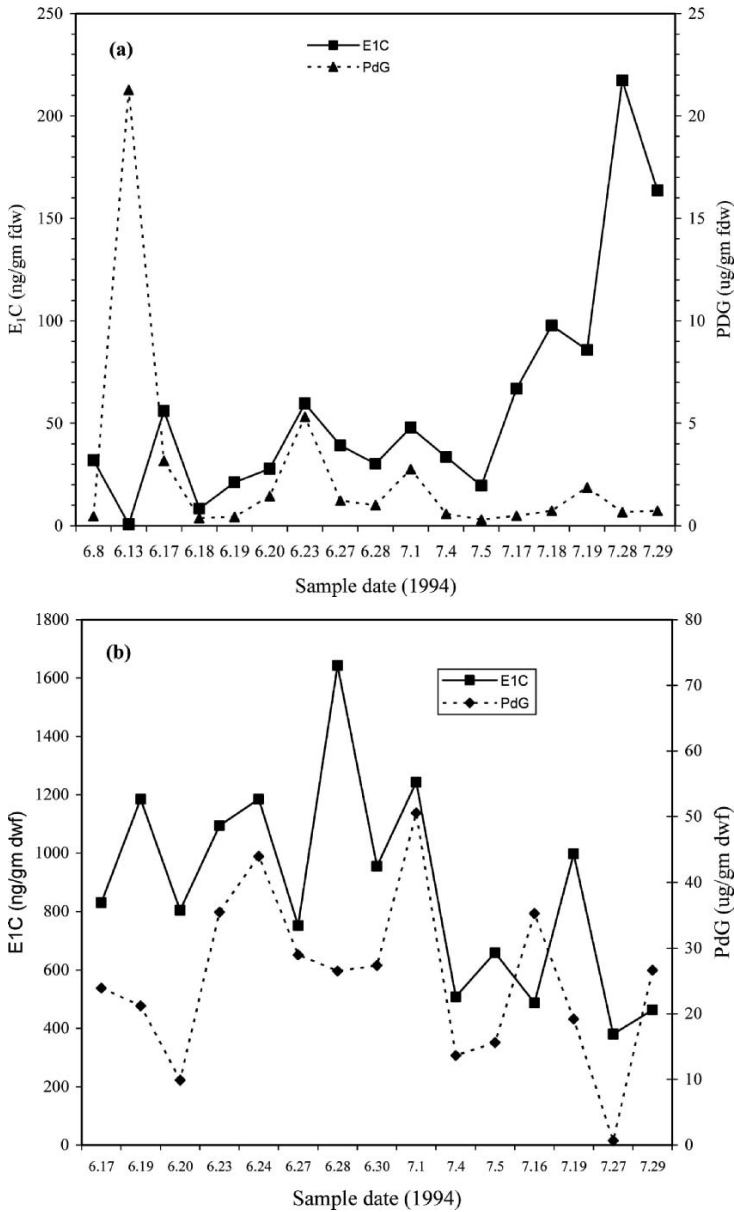 (a)
E1C
PdG
250
200
150
100
50
0
E₁C (ng/gm fdw)
25
20
15
10
5
0
PDG (ug/gm fdw)
6.8 6.13 6.17 6.18 6.19 6.20 6.23 6.27 6.28 7.1 7.4 7.5 7.17 7.18 7.19 7.28 7.29
Sample date (1994)
(b)
E1C
PdG
1800
1600
1400
1200
1000
800
600
400
200
0
E1C (ng/gm dwf)
80
70
60
50
40
30
20
10
0
PdG (ug/gm dwf)
6.17 6.19 6.20 6.23 6.24 6.27 6.28 6.30 7.1 7.4 7.5 7.16 7.19 7.27 7.29
Sample date (1994)